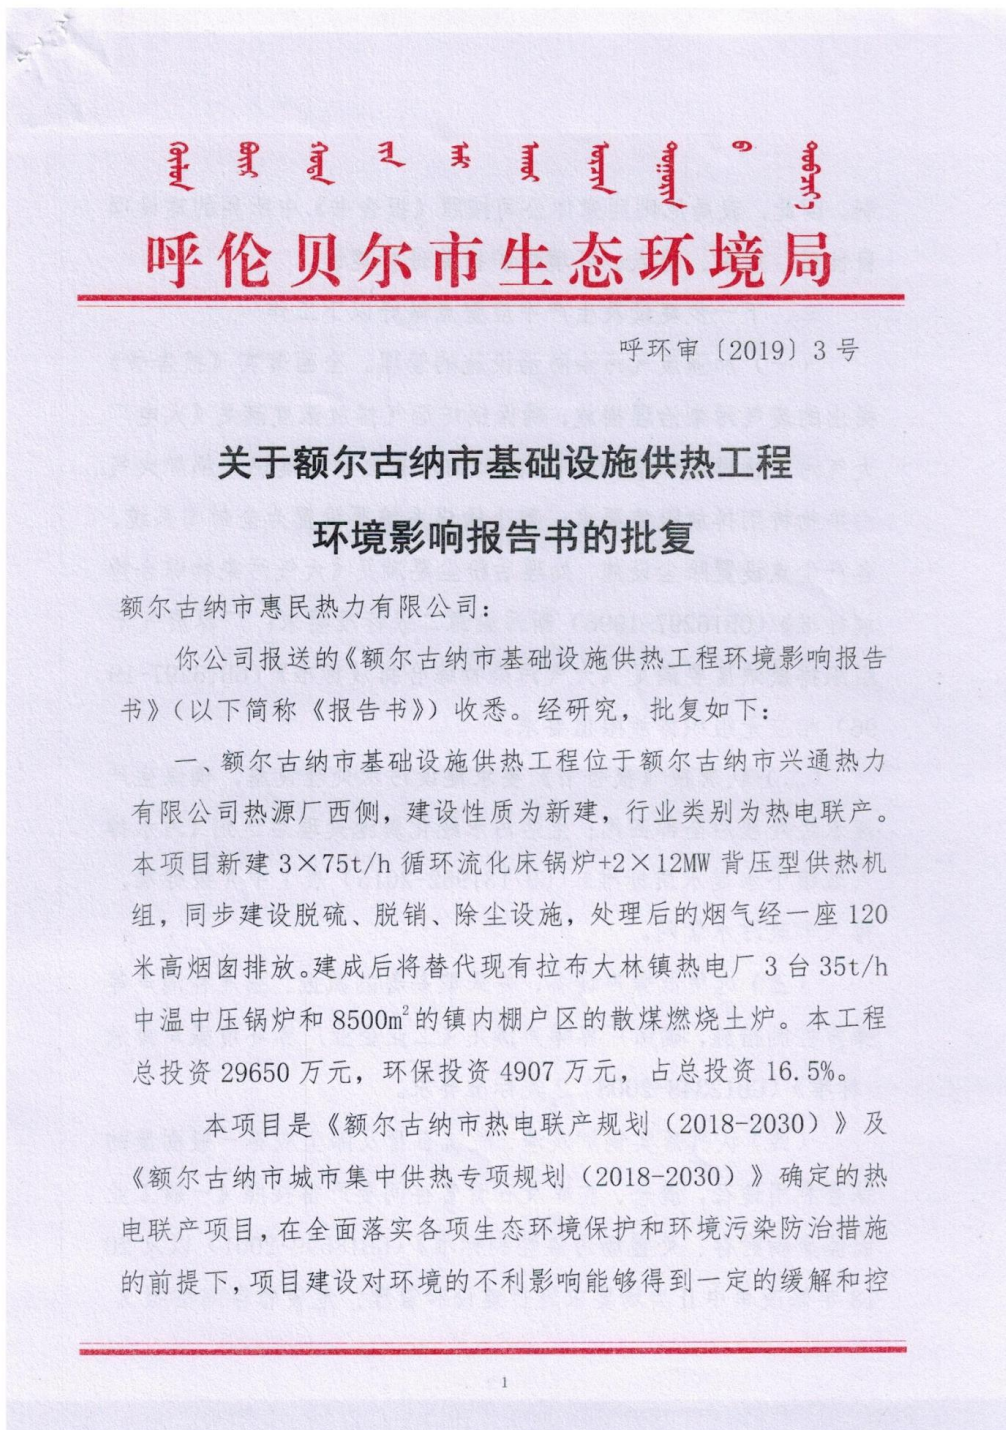 呼伦贝尔市生态环境局
呼环审〔2019〕3号
关于额尔古纳市基础设施供热工程
环境影响报告书的批复
额尔古纳市惠民热力有限公司：
你公司报送的《额尔古纳市基础设施供热工程环境影响报告
书》（以下简称《报告书》）收悉。经研究，批复如下：
一、额尔古纳市基础设施供热工程位于额尔古纳市兴通热力
有限公司热源厂西侧，建设性质为新建，行业类别为热电联产。
本项目新建3×75t/h循环流化床锅炉+2×12MW背压型供热机
组，同步建设脱硫、脱销、除尘设施，处理后的烟气经一座120
米高烟囱排放。建成后将替代现有拉布大林镇热电厂3台35t/h
中温中压锅炉和8500m²的镇内棚户区的散煤燃烧土炉。本工程
总投资29650万元，环保投资4907万元，占总投资16.5%。
本项目是《额尔古纳市热电联产规划（2018-2030）》及
《额尔古纳市城市集中供热专项规划（2018-2030）》确定的热
电联产项目，在全面落实各项生态环境保护和环境污染防治措施
的前提下，项目建设对环境的不利影响能够得到一定的缓解和控
1